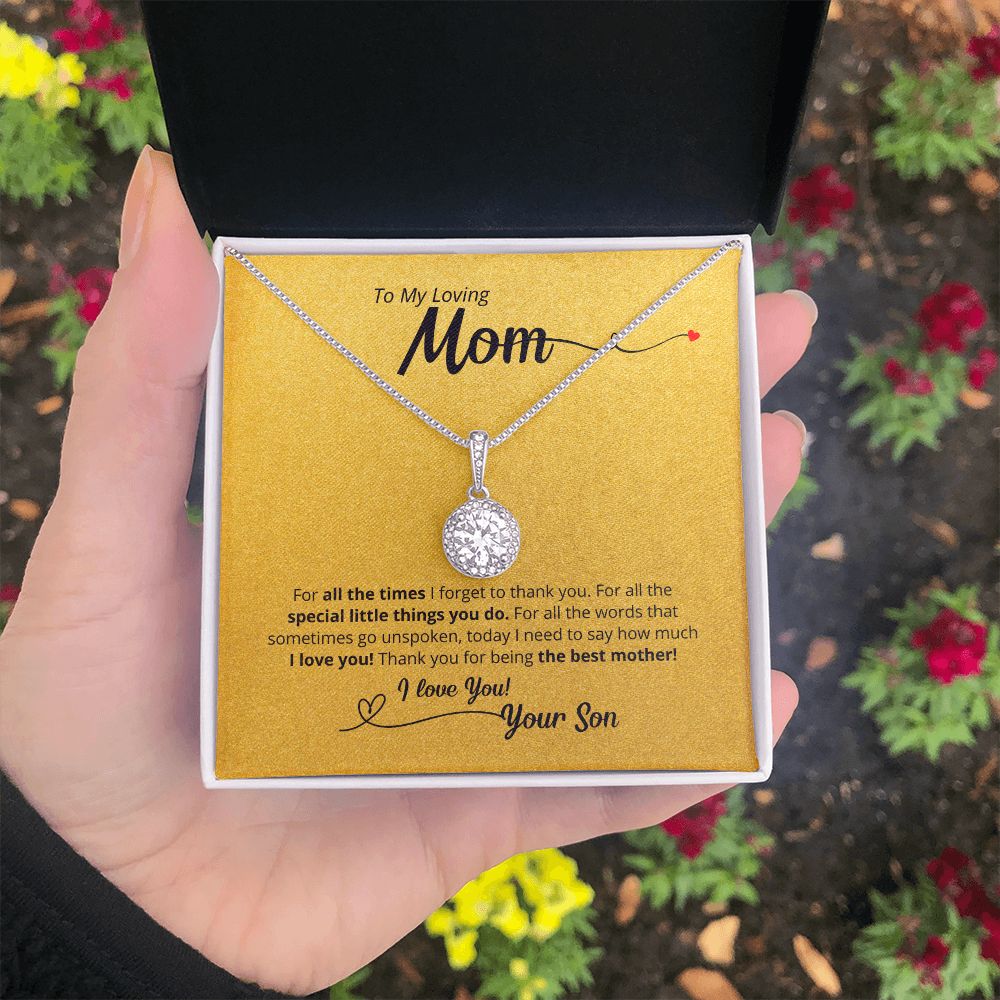 To My Loving
Mom
For all the times I forget to thank you. For all the
special little things you do. For all the words that
sometimes go unspoken, today I need to say how much
I love you! Thank you for being the best mother!
I love You!
Your Son